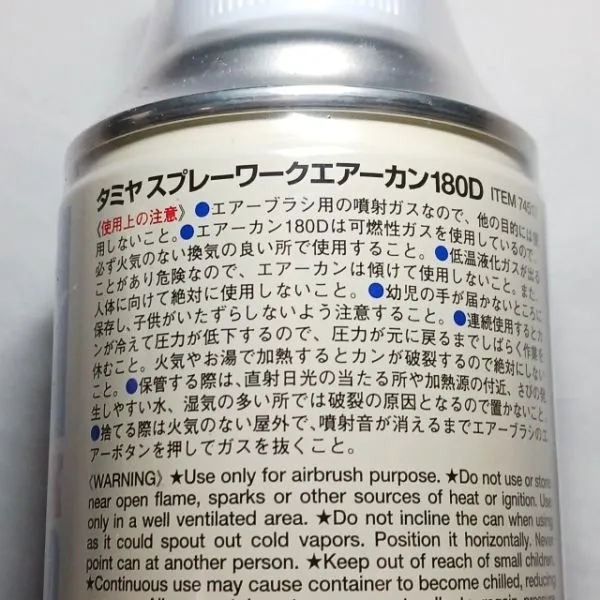 タミヤ スプレーワークエアーカン180D ITEM 745
《使用上の注意》●エアーブラシ用の噴射ガスなので、他の目的には使
用しないこと。●エアーカン180Dは可燃性ガスを使用しているので、
必ず火気のない換気の良い所で使用すること。●低温液化ガスが出る
ことがあり危険なので、エアーカンは傾けて使用しないこと。また、
人体に向けて絶対に使用しないこと。●幼児の手が届かないところに
保存し、子供がいたずらしないよう注意すること。●連続使用するとカ
ンが冷えて圧力が低下するので、圧力が元に戻るまでしばらく作業を
休むこと。火気やお湯で加熱するとカンが破裂するので絶対にしない
こと。●保管する際は、直射日光の当たる所や加熱源の付近、さびの発
生しやすい水、湿気の多い所では破裂の原因となるので置かないこと。
●捨てる際は火気のない屋外で、噴射音が消えるまでエアーブラシのエ
アーボタンを押してガスを抜くこと。
〈WARNING〉★Use only for airbrush purpose. ★Do not use or store
near open flame, sparks or other sources of heat or ignition. Use
only in a well ventilated area. ★Do not incline the can when using
as it could spout out cold vapors. Position it horizontally. Never
point can at another person. ★Keep out of reach of small children.
★Continuous use may cause container to become chilled, reducing